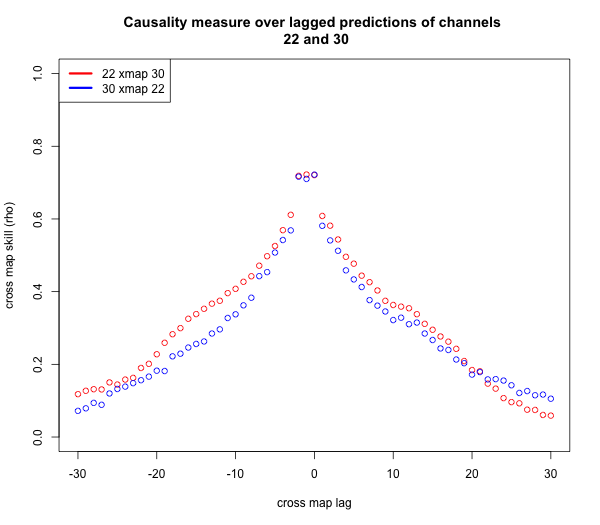 Causality measure over lagged predictions of channels
22 and 30
22 xmap 30
30 xmap 22
cross map skill (rho)
1.0
0.8
0.6
0.4
0.2
0.0
-30 -20 -10 0 10 20 30
cross map lag